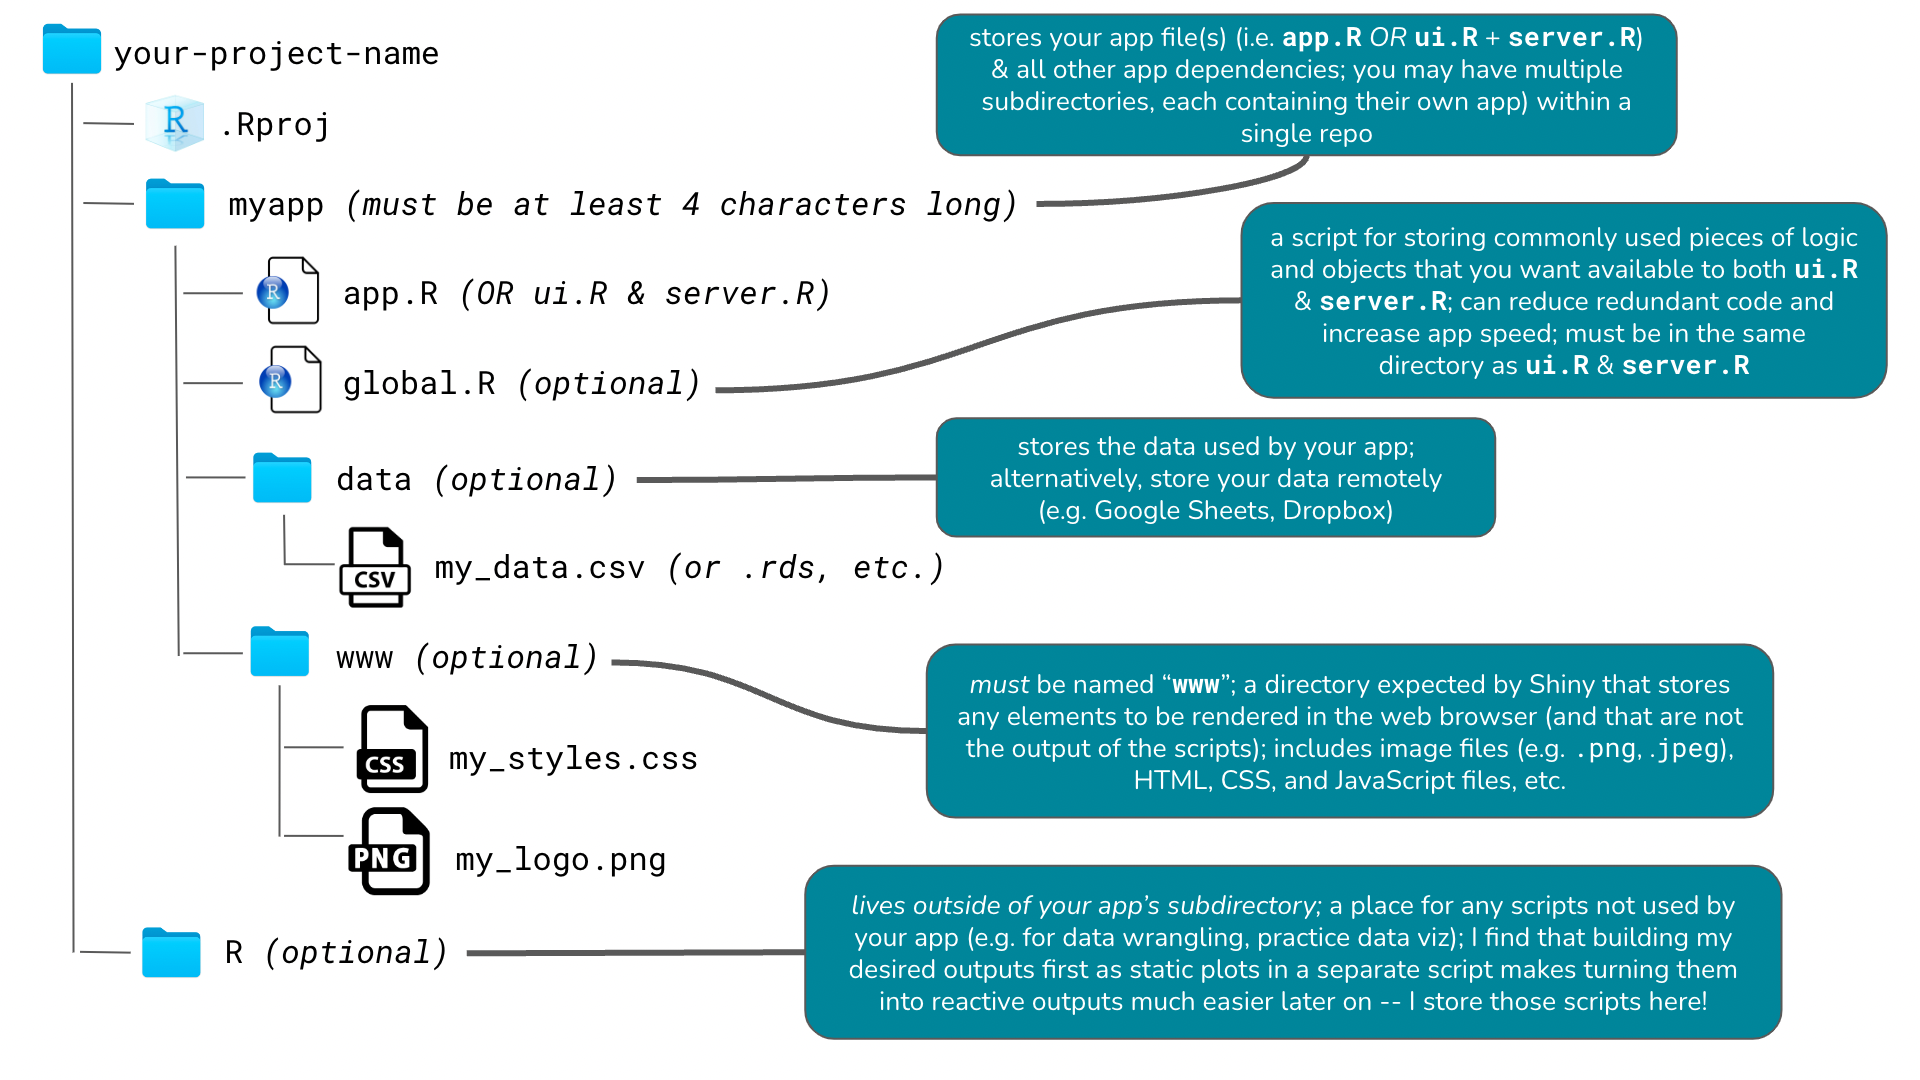 your-project-name
.Rproj
myapp (must be at least 4 characters long)
stores your app file(s) (i.e. app.R OR ui.R + server.R)
& all other app dependencies; you may have multiple
subdirectories, each containing their own app) within a
single repo
app.R (OR ui.R & server.R)
global.R (optional)
a script for storing commonly used pieces of logic
and objects that you want available to both ui.R
& server.R; can reduce redundant code and
increase app speed; must be in the same
directory as ui.R & server.R
data (optional)
stores the data used by your app;
alternatively, store your data remotely
(e.g. Google Sheets, Dropbox)
CSV
my_data.csv (or .rds, etc.)
www (optional)
must be named “www”; a directory expected by Shiny that stores
any elements to be rendered in the web browser (and that are not
the output of the scripts); includes image files (e.g. .png, .jpeg),
HTML, CSS, and JavaScript files, etc.
CSS
my_styles.css
PNG
my_logo.png
R (optional)
lives outside of your app’s subdirectory; a place for any scripts not used by
your app (e.g. for data wrangling, practice data viz); I find that building my
desired outputs first as static plots in a separate script makes turning them
into reactive outputs much easier later on -- I store those scripts here!